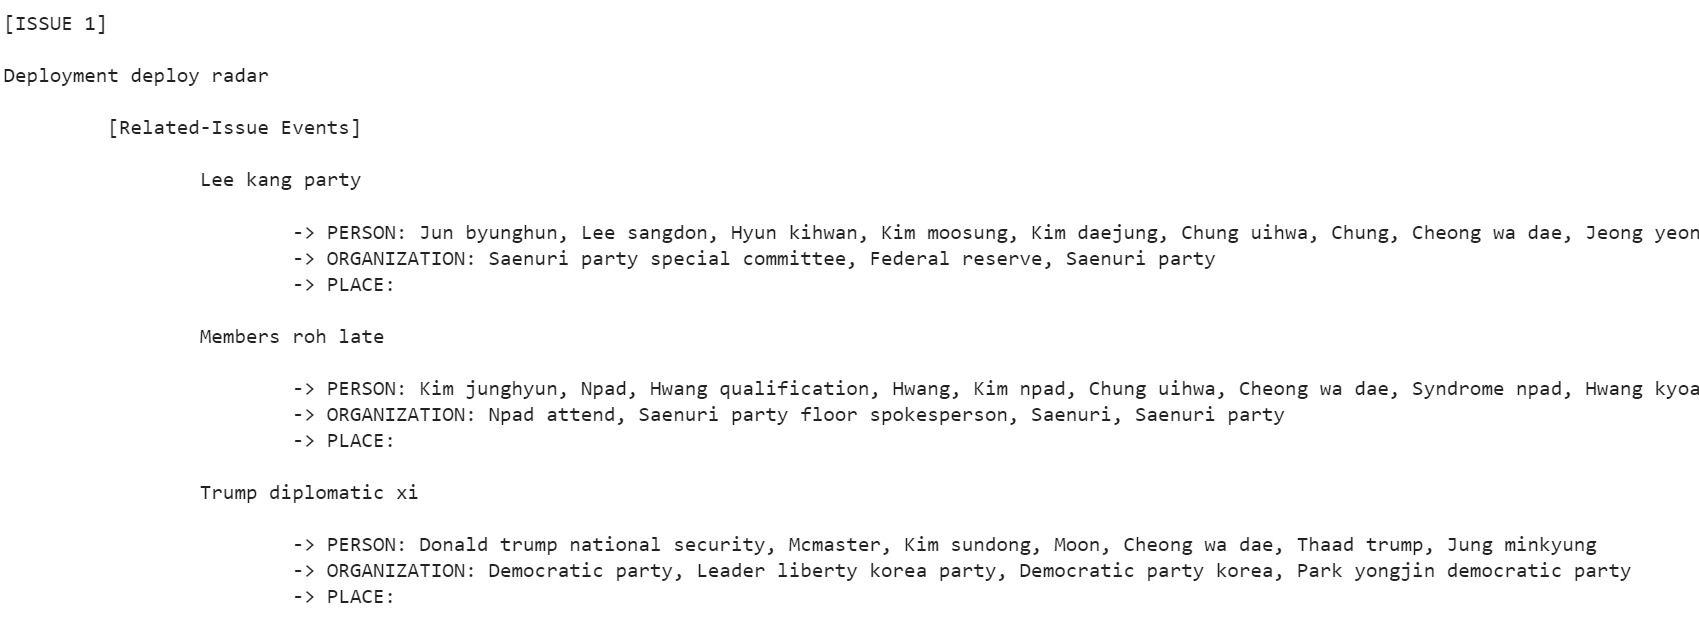 [ISSUE 1]
Deployment deploy radar
[Related-Issue Events]
Lee kang party
-> PERSON: Jun byunghun, Lee sangdon, Hyun kihwan, Kim moosung, Kim daejung, Chung uihwa, Chung, Cheong wa dae, Jeong yeon
-> ORGANIZATION: Saenuri party special committee, Federal reserve, Saenuri party
-> PLACE:
Members roh late
-> PERSON: Kim junghyun, Npad, Hwang qualification, Hwang, Kim npad, Chung uihwa, Cheong wa dae, Syndrome npad, Hwang kyoa
-> ORGANIZATION: Npad attend, Saenuri party floor spokesperson, Saenuri, Saenuri party
-> PLACE:
Trump diplomatic xi
-> PERSON: Donald trump national security, Mcmaster, Kim sundong, Moon, Cheong wa dae, Thaad trump, Jung minkyung
-> ORGANIZATION: Democratic party, Leader liberty korea party, Democratic party korea, Park yongjin democratic party
-> PLACE: